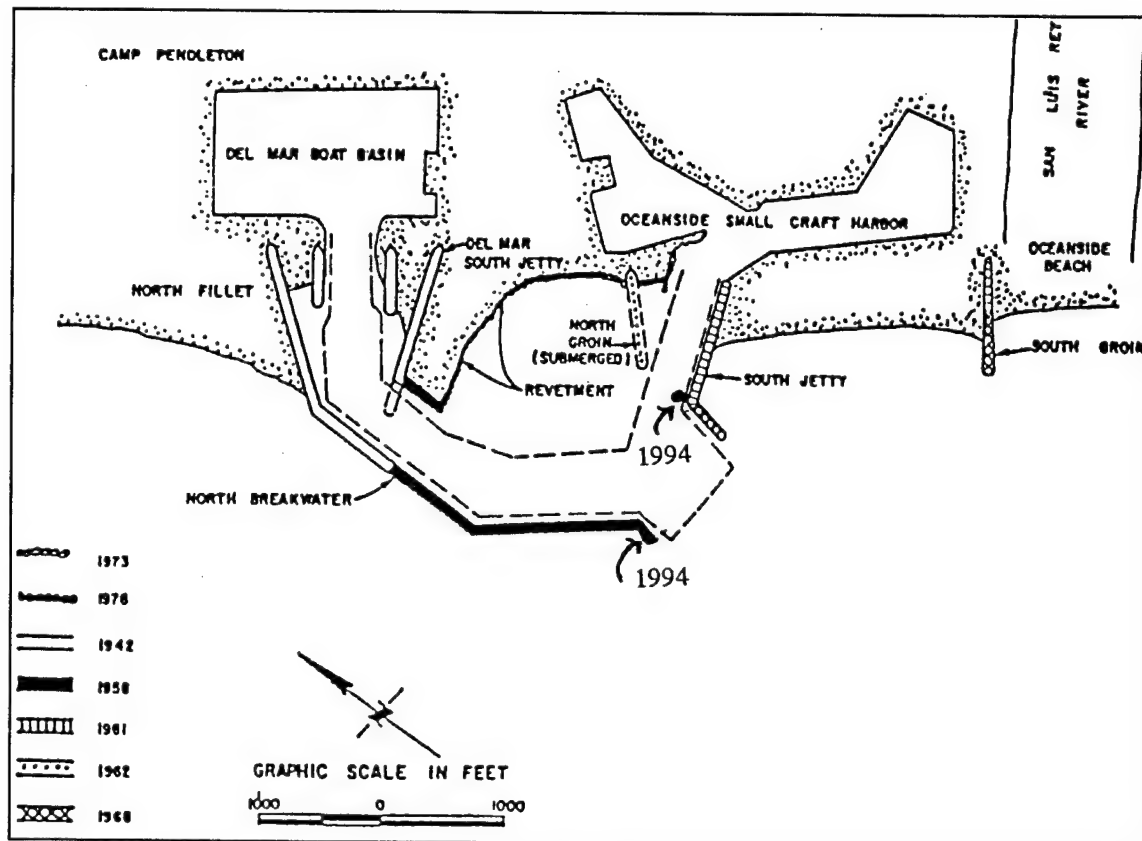 CAMP PENDLETON
SAN LUIS REY
RIVER
DEL MAR BOAT BASIN
OCEANSIDE SMALL CRAFT HARBOR
DEL MAR
SOUTH JETTY
OCEANSIDE
BEACH
NORTH FILLET
NORTH
GROIN
(SUBMERGED)
SOUTH GROIN
REVETMENT
SOUTH JETTY
1994
NORTH BREAKWATER
1994
1973
1976
1942
1958
1961
1962
1968
N
GRAPHIC SCALE IN FEET
1000 0 1000